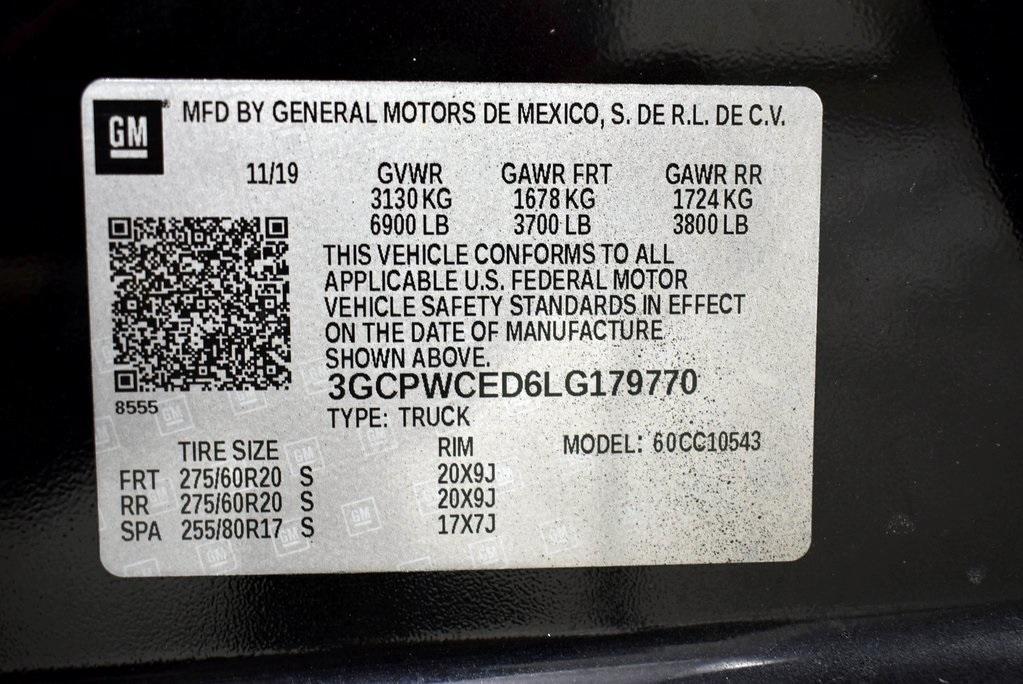 GM® MFD BY GENERAL MOTORS DE MEXICO, S. DE R.L. DE C.V.
11/19 GVWR GAWR FRT GAWR RR
3130 KG 1678 KG 1724 KG
6900 LB 3700 LB 3800 LB
THIS VEHICLE CONFORMS TO ALL
APPLICABLE U.S. FEDERAL MOTOR
VEHICLE SAFETY STANDARDS IN EFFECT
ON THE DATE OF MANUFACTURE
SHOWN ABOVE.
3GCPWCED6LG179770
8555
TYPE: TRUCK
TIRE SIZE RIM MODEL: 60CC10543
FRT 275/60R20 S 20X9J
RR 275/60R20 S 20X9J
SPA 255/80R17 S 17X7J